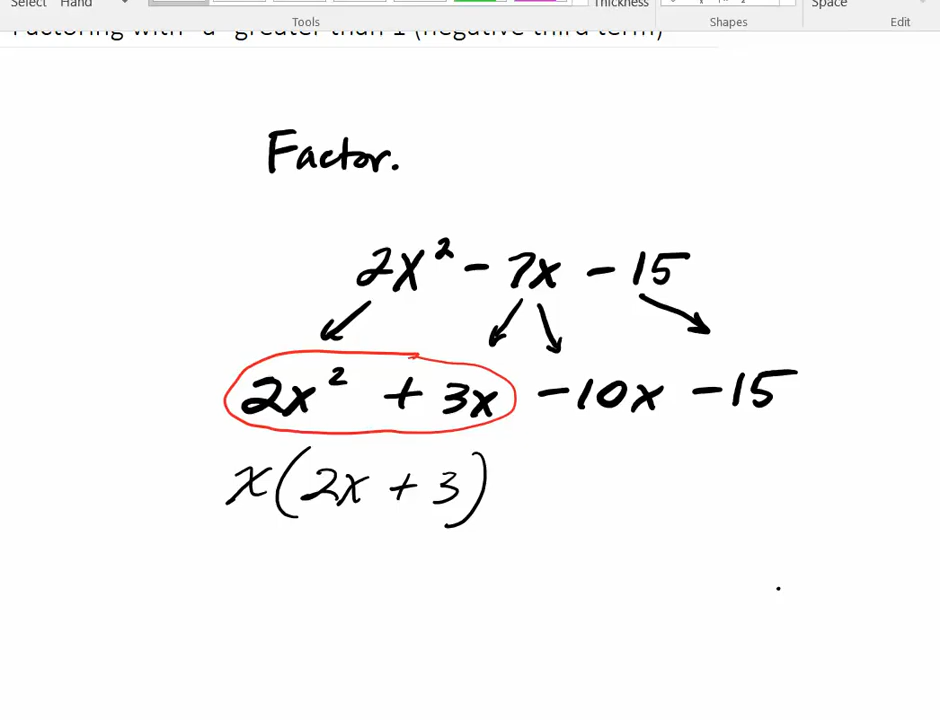 Select Hand Thickness Space
Tools Shapes Edit
Factoring with "a" greater than 1 (negative third term)
Factor.
2x² - 7x - 15
2x² + 3x - 10x - 15
x(2x + 3)